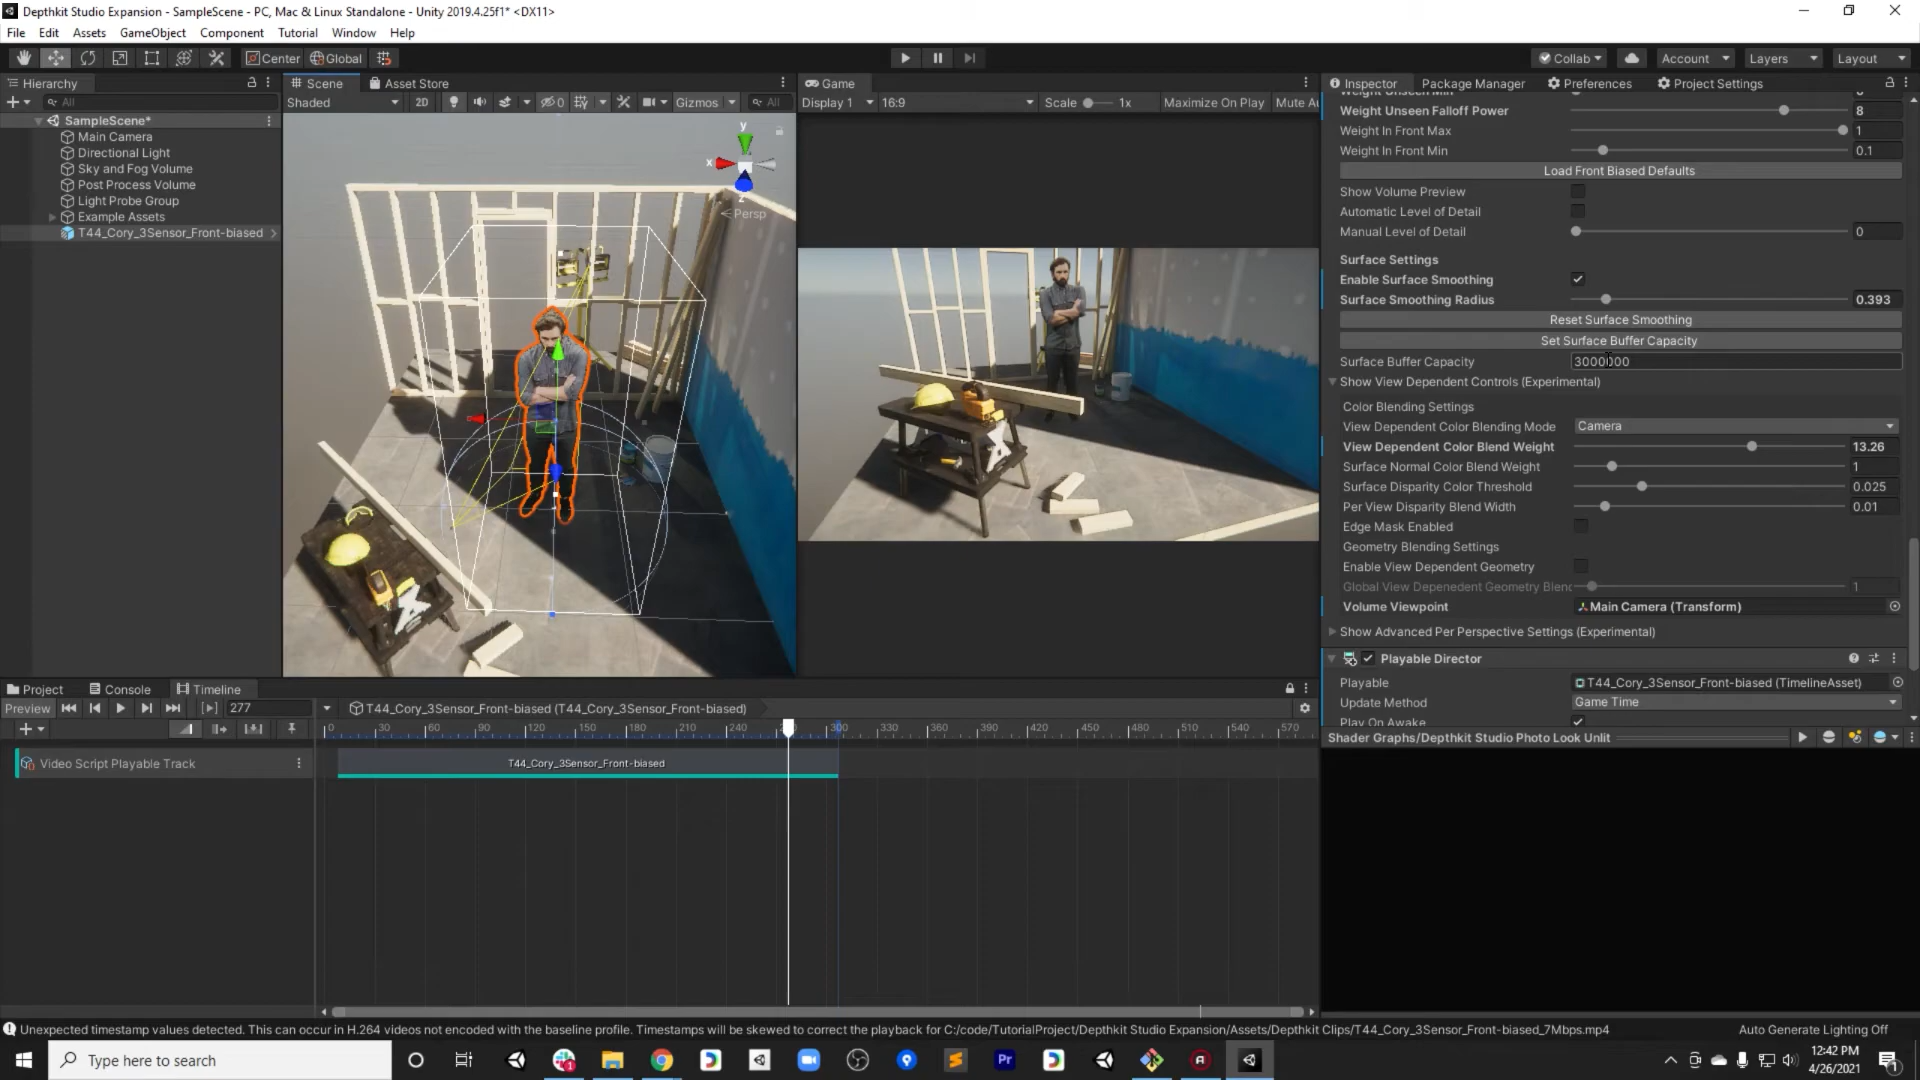 Depthkit Studio Expansion - SampleScene - PC, Mac & Linux Standalone - Unity 2019.4.25f1* <DX11>
File Edit Assets GameObject Component Tutorial Window Help
Center Global
Collab Account Layers Layout
Hierarchy
All
SampleScene*
Main Camera
Directional Light
Sky and Fog Volume
Post Process Volume
Light Probe Group
Example Assets
T44_Cory_3Sensor_Front-biased
Scene Asset Store
Shaded 2D 0 Gizmos All
y
x
z
Persp
Game
Display 1 16:9 Scale 1x Maximize On Play Mute Au
Inspector Package Manager Preferences Project Settings
Weight Unseen Falloff Power 8
Weight In Front Max 1
Weight In Front Min 0.1
Load Front Biased Defaults
Show Volume Preview
Automatic Level of Detail
Manual Level of Detail 0
Surface Settings
Enable Surface Smoothing
Surface Smoothing Radius 0.393
Reset Surface Smoothing
Set Surface Buffer Capacity
Surface Buffer Capacity 3000000
Show View Dependent Controls (Experimental)
Color Blending Settings
View Dependent Color Blending Mode Camera
View Dependent Color Blend Weight 13.26
Surface Normal Color Blend Weight 1
Surface Disparity Color Threshold 0.025
Per View Disparity Blend Width 0.01
Edge Mask Enabled
Geometry Blending Settings
Enable View Dependent Geometry
Global View Depenedent Geometry Blend 1
Volume Viewpoint Main Camera (Transform)
Show Advanced Per Perspective Settings (Experimental)
Playable Director
Playable T44_Cory_3Sensor_Front-biased (TimelineAsset)
Update Method Game Time
Play On Awake
Shader Graphs/Depthkit Studio Photo Look Unlit
Project Console Timeline
Preview 277 T44_Cory_3Sensor_Front-biased (T44_Cory_3Sensor_Front-biased)
0 30 60 90 120 150 180 210 240 300 330 360 390 420 450 480 510 540 570
Video Script Playable Track T44_Cory_3Sensor_Front-biased
Unexpected timestamp values detected. This can occur in H.264 videos not encoded with the baseline profile. Timestamps will be skewed to correct the playback for C:/code/TutorialProject/Depthkit Studio Expansion/Assets/Depthkit Clips/T44_Cory_3Sensor_Front-biased_7Mbps.mp4 Auto Generate Lighting Off
Type here to search
Pr
12:42 PM
4/26/2021